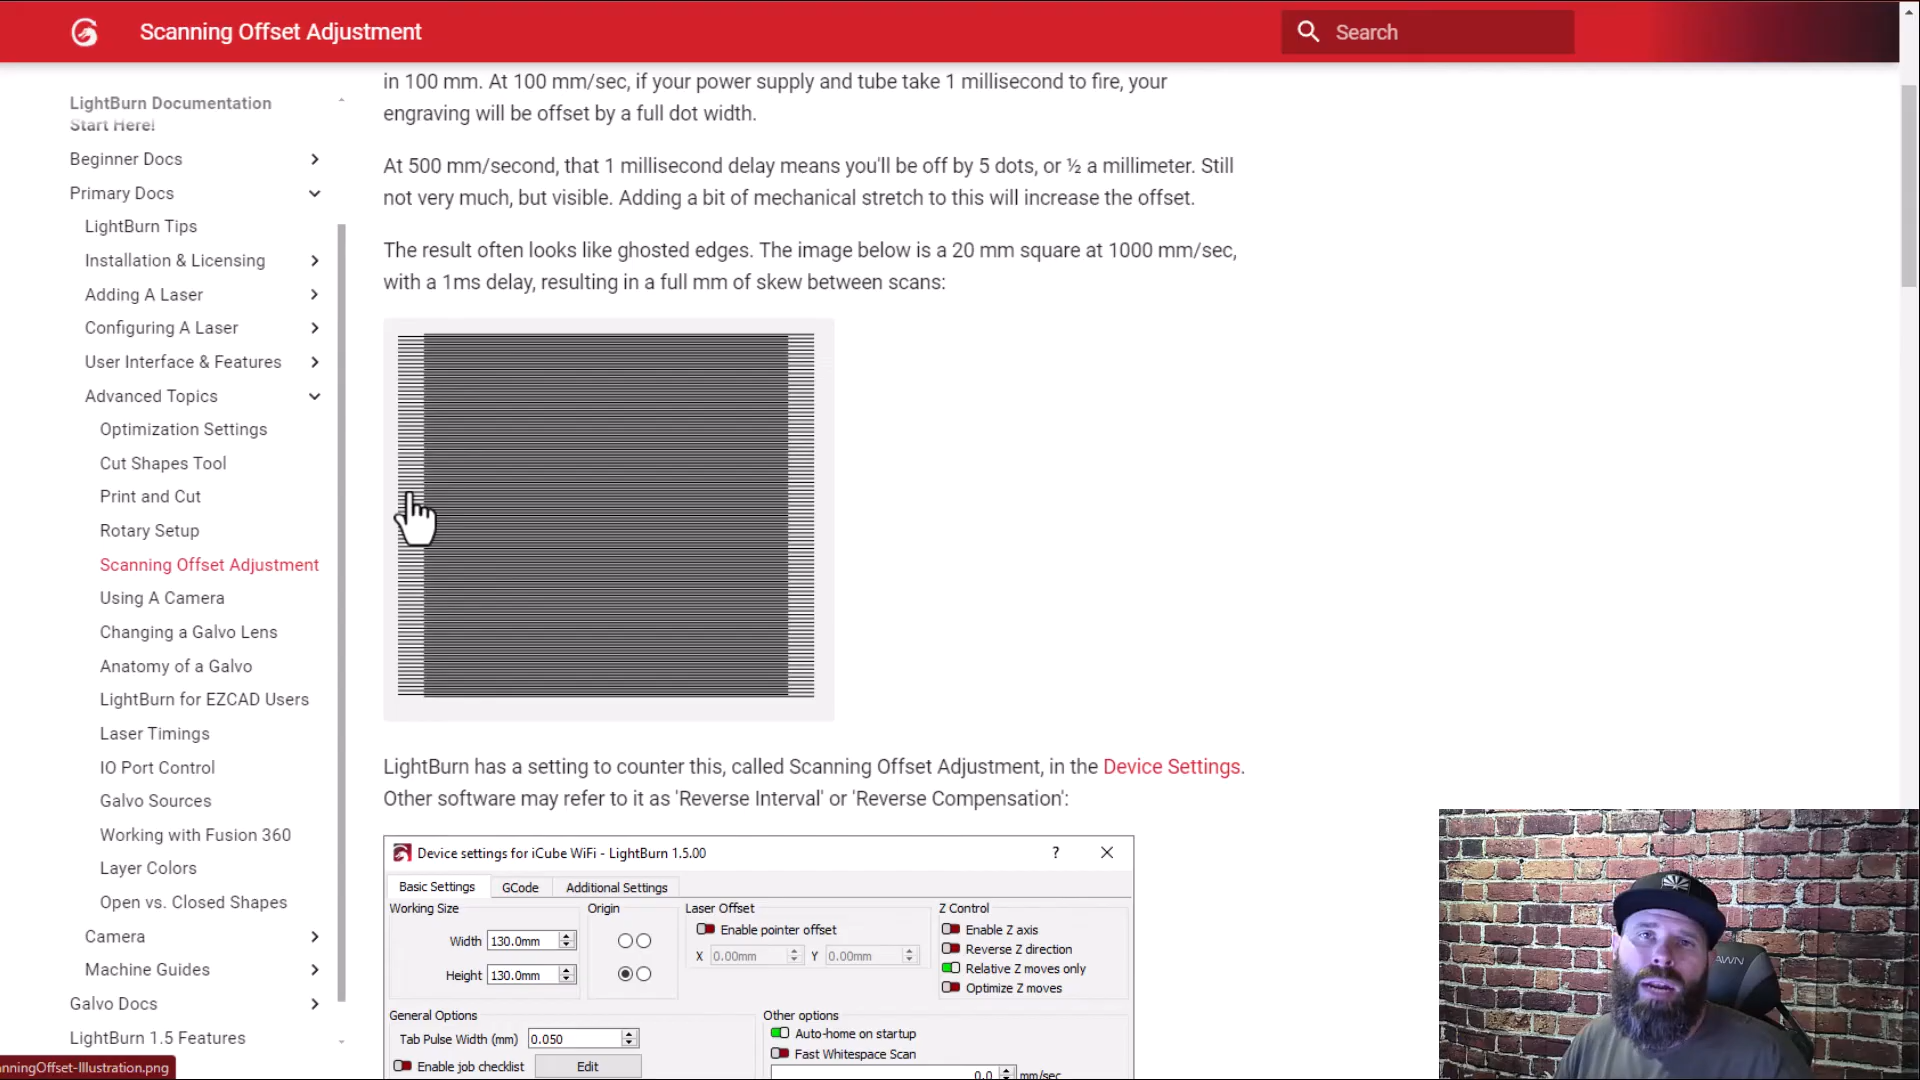 Scanning Offset Adjustment
Search
LightBurn Documentation
Start Here!
Beginner Docs
Primary Docs
LightBurn Tips
Installation & Licensing
Adding A Laser
Configuring A Laser
User Interface & Features
Advanced Topics
Optimization Settings
Cut Shapes Tool
Print and Cut
Rotary Setup
Scanning Offset Adjustment
Using A Camera
Changing a Galvo Lens
Anatomy of a Galvo
LightBurn for EZCAD Users
Laser Timings
IO Port Control
Galvo Sources
Working with Fusion 360
Layer Colors
Open vs. Closed Shapes
Camera
Machine Guides
Galvo Docs
LightBurn 1.5 Features
nningOffset-Illustration.png
in 100 mm. At 100 mm/sec, if your power supply and tube take 1 millisecond to fire, your
engraving will be offset by a full dot width.
At 500 mm/second, that 1 millisecond delay means you'll be off by 5 dots, or ½ a millimeter. Still
not very much, but visible. Adding a bit of mechanical stretch to this will increase the offset.
The result often looks like ghosted edges. The image below is a 20 mm square at 1000 mm/sec,
with a 1ms delay, resulting in a full mm of skew between scans:
LightBurn has a setting to counter this, called Scanning Offset Adjustment, in the Device Settings.
Other software may refer to it as 'Reverse Interval' or 'Reverse Compensation':
Device settings for iCube WiFi - LightBurn 1.5.00
?
Basic Settings GCode Additional Settings
Working Size Origin Laser Offset Z Control
Width 130.0mm Enable pointer offset Enable Z axis
X 0.00mm Y 0.00mm Reverse Z direction
Height 130.0mm Relative Z moves only
Optimize Z moves
General Options Other options
Tab Pulse Width (mm) 0.050 Auto-home on startup
Enable job checklist Edit Fast Whitespace Scan
0.0 mm/sec
AWN